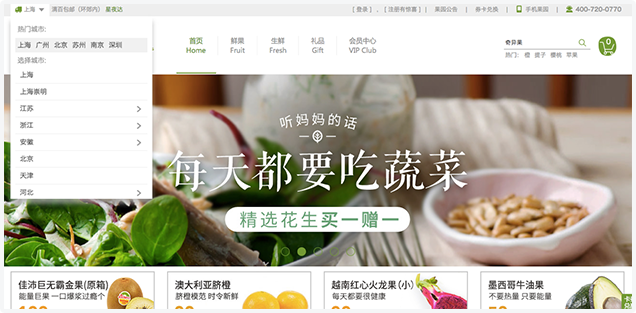 上海 满百包邮（环郊内） 星夜达 [ 登录 ] , [ 注册有惊喜 ] 果园公告 券卡兑换 手机果园 400-720-0770
热门城市:
上海 广州 北京 苏州 南京 深圳
选择城市:
上海
上海崇明
江苏
浙江
安徽
北京
天津
河北
首页 鲜果 生鲜 礼品 会员中心
Home Fruit Fresh Gift VIP Club
奇异果
热门： 橙 提子 樱桃 苹果
0
听妈妈的话
每天都要吃蔬菜
精选花生买一赠一
佳沛巨无霸金果(原箱)
能量巨果 一口爆浆过瘾个
澳大利亚脐橙
脐橙模范 时令新鲜
越南红心火龙果(小)
每天都要很健康
墨西哥牛油果
不要热量 只要能量